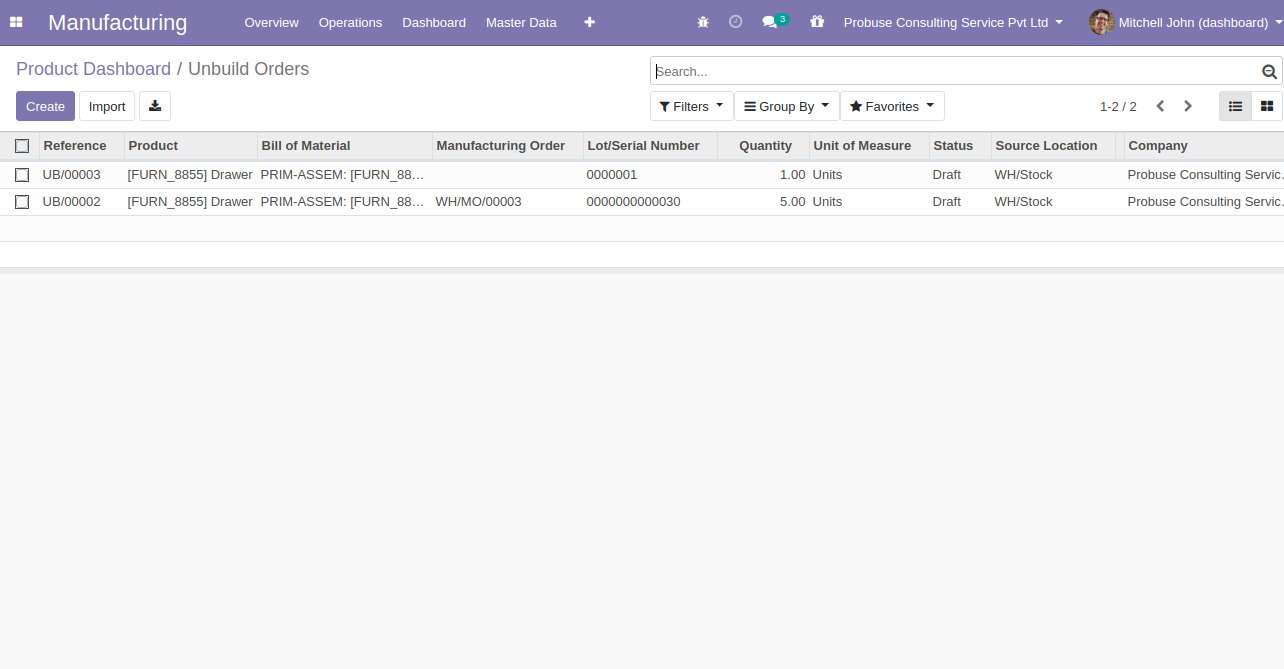 Manufacturing Overview Operations Dashboard Master Data 3 Probuse Consulting Service Pvt Ltd Mitchell John (dashboard)
Product Dashboard / Unbuild Orders
Search...
Create Import Filters Group By Favorites 1-2 / 2
Reference Product Bill of Material Manufacturing Order Lot/Serial Number Quantity Unit of Measure Status Source Location Company
UB/00003 [FURN_8855] Drawer PRIM-ASSEM: [FURN_88... 0000001 1.00 Units Draft WH/Stock Probuse Consulting Servic...
UB/00002 [FURN_8855] Drawer PRIM-ASSEM: [FURN_88... WH/MO/00003 0000000000030 5.00 Units Draft WH/Stock Probuse Consulting Servic...